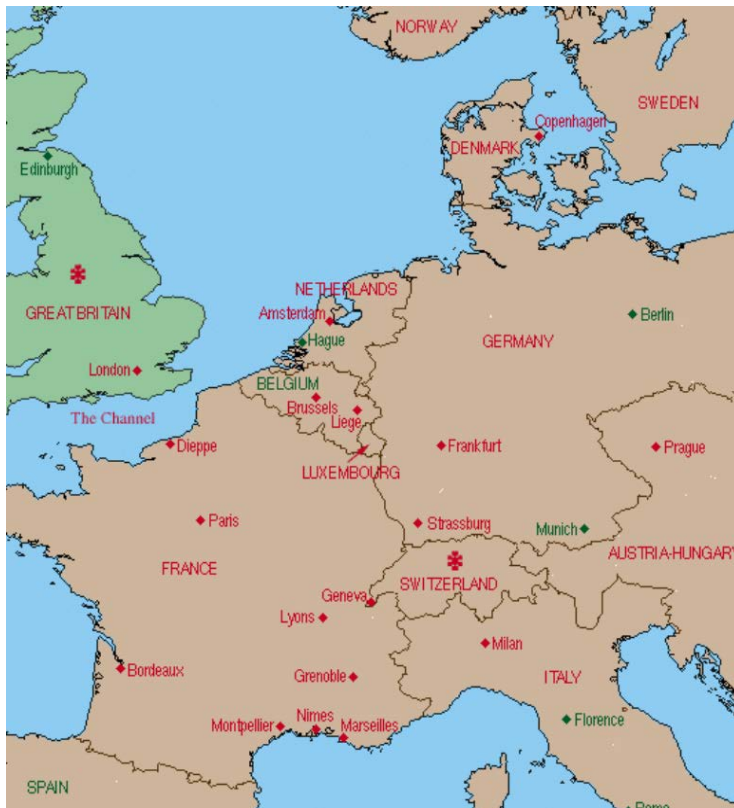 NORWAY
SWEDEN
Copenhagen
DENMARK
Edinburgh
NETHERLANDS
GREAT BRITAIN
Amsterdam
Berlin
Hague
GERMANY
London
BELGIUM
Brussels
Liege
The Channel
Dieppe
Frankfurt
Prague
LUXEMBOURG
Paris
Strassburg
Munich
AUSTRIA-HUNGARY
FRANCE
SWITZERLAND
Geneva
Lyons
Milan
Bordeaux
Grenoble
ITALY
Florence
Montpellier
Nimes
Marseilles
SPAIN